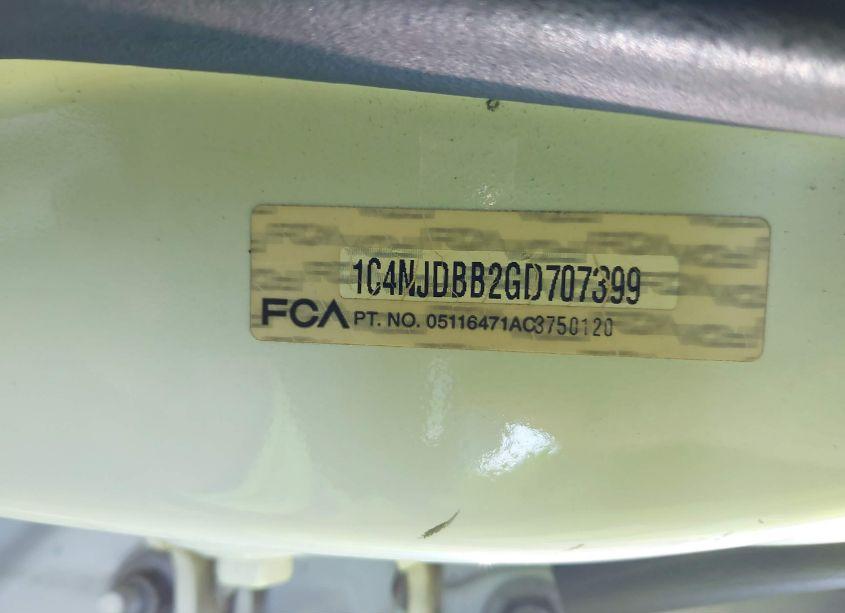 1C4NJDBB2GD707399
FCA PT. NO. 05116471AC3750120